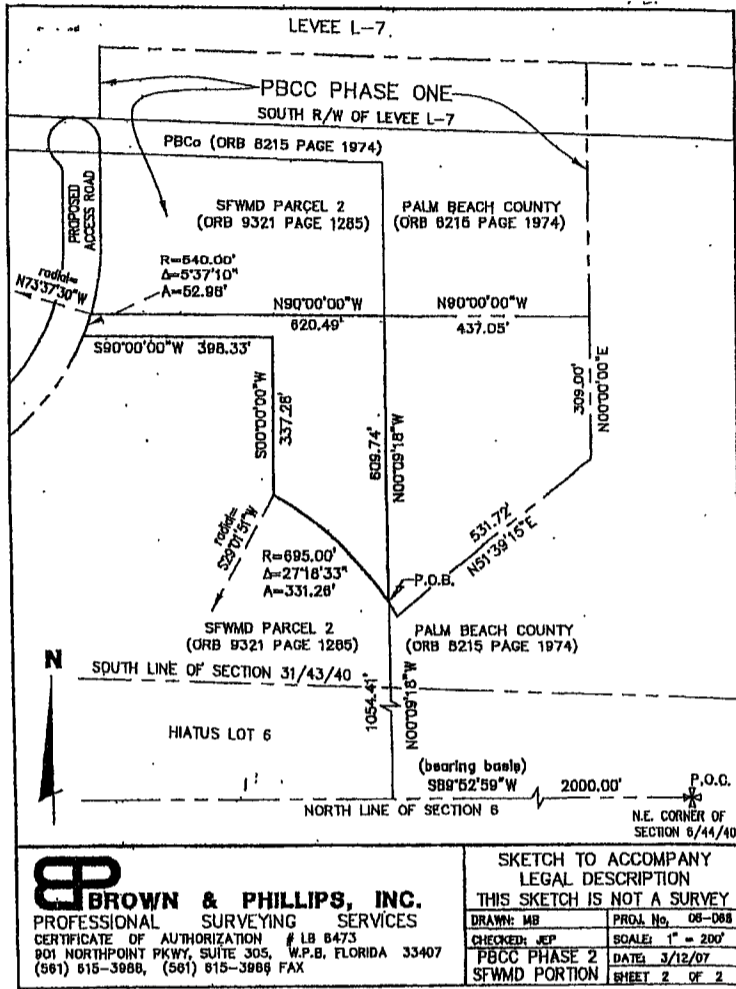 LEVEE L-7.
PBCC PHASE ONE
SOUTH R/W OF LEVEE L-7
PBCo (ORB 8215 PAGE 1974)
PROPOSED
ACCESS ROAD
SFWMD PARCEL 2
(ORB 9321 PAGE 1285)
PALM BEACH COUNTY
(ORB 8215 PAGE 1974)
R=540.00'
Δ=5°37'10"
A=52.98'
radial=
N73°37'30"W
N90°00'00"W
620.49'
N90°00'00"W
437.05'
S90°00'00"W 398.33'
S00°00'00"W
337.28'
309.00'
N00°00'00"E
609.74'
N00°09'18"W
radial=
S29°01'51"W
R=695.00'
Δ=27°18'33"
A=331.26'
531.72'
N51°39'15"E
P.O.B.
SFWMD PARCEL 2
(ORB 9321 PAGE 1285)
PALM BEACH COUNTY
(ORB 8215 PAGE 1974)
N
SOUTH LINE OF SECTION 31/43/40
1054.41'
N00°09'18"W
HIATUS LOT 6
(bearing basis)
S89°52'59"W
2000.00'
P.O.C.
NORTH LINE OF SECTION 6
N.E. CORNER OF
SECTION 6/44/40
BROWN & PHILLIPS, INC.
PROFESSIONAL SURVEYING SERVICES
CERTIFICATE OF AUTHORIZATION # LB 6473
901 NORTHPOINT PKWY, SUITE 305, W.P.B. FLORIDA 33407
(561) 615-3988, (561) 615-3986 FAX
SKETCH TO ACCOMPANY
LEGAL DESCRIPTION
THIS SKETCH IS NOT A SURVEY
DRAWN: MB
PROJ. No. 06-068
CHECKED: JEP
SCALE: 1" = 200'
PBCC PHASE 2
SFWMD PORTION
DATE: 3/12/07
SHEET 2 OF 2